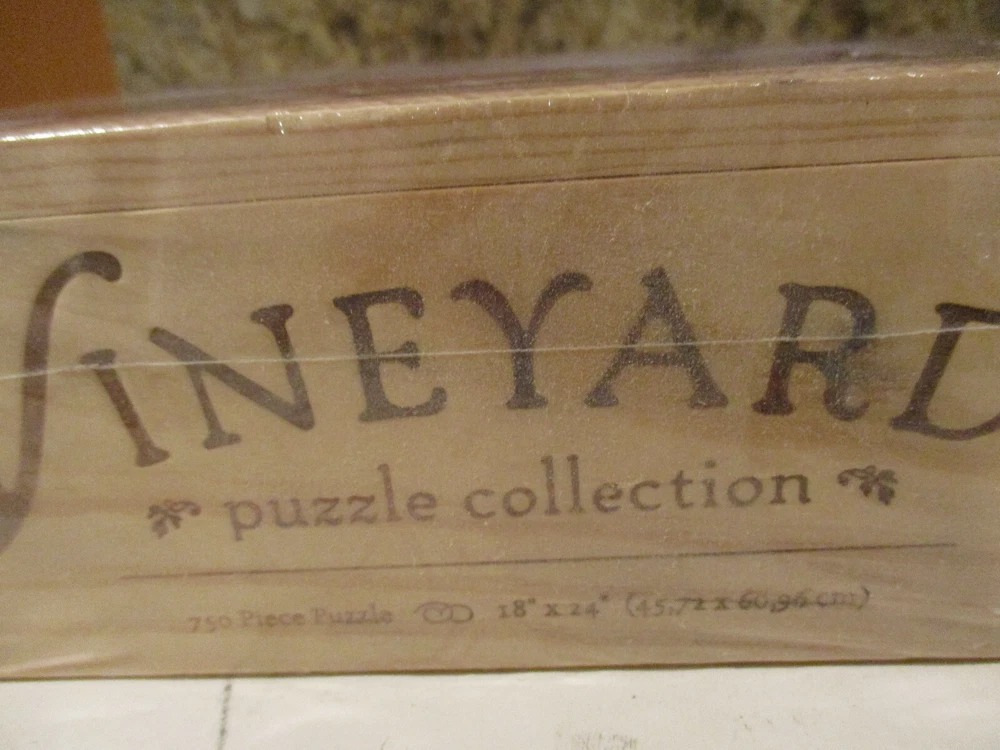 VINEYARD
puzzle collection
750 Piece Puzzle 18" x 24" (45,72 x 60,96 cm)